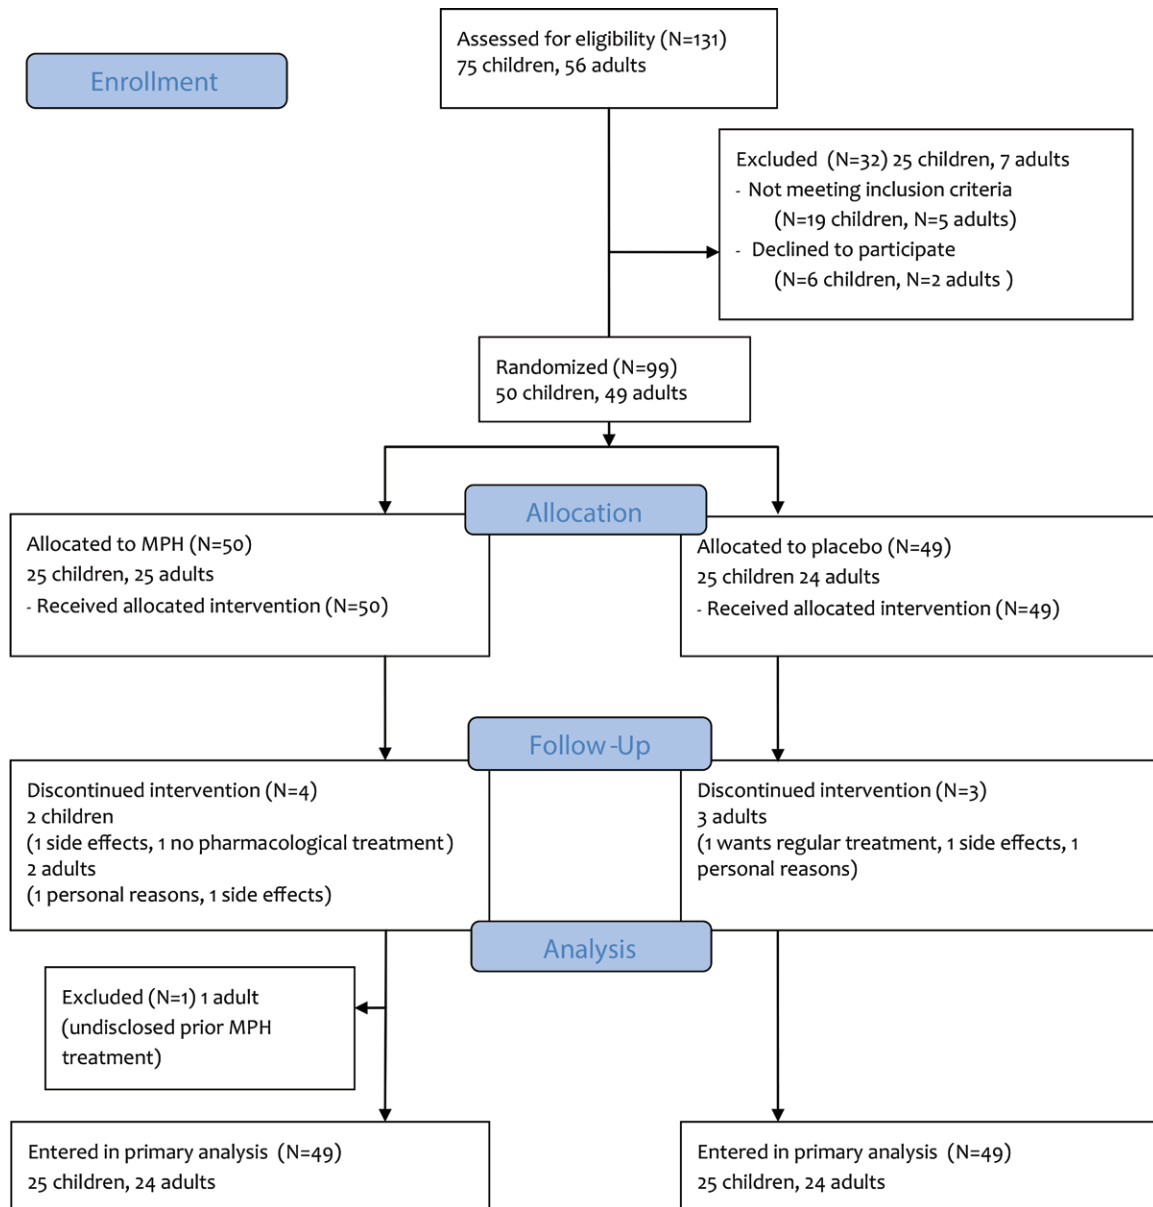 Assessed for eligibility (N=131)
75 children, 56 adults
Enrollment
Excluded (N=32) 25 children, 7 adults
- Not meeting inclusion criteria
(N=19 children, N=5 adults)
- Declined to participate
(N=6 children, N=2 adults )
Randomized (N=99)
50 children, 49 adults
Allocation
Allocated to MPH (N=50)
25 children, 25 adults
- Received allocated intervention (N=50)
Allocated to placebo (N=49)
25 children 24 adults
- Received allocated intervention (N=49)
Follow-Up
Discontinued intervention (N=4)
2 children
(1 side effects, 1 no pharmacological treatment)
2 adults
(1 personal reasons, 1 side effects)
Discontinued intervention (N=3)
3 adults
(1 wants regular treatment, 1 side effects, 1
personal reasons)
Analysis
Excluded (N=1) 1 adult
(undisclosed prior MPH
treatment)
Entered in primary analysis (N=49)
25 children, 24 adults
Entered in primary analysis (N=49)
25 children, 24 adults